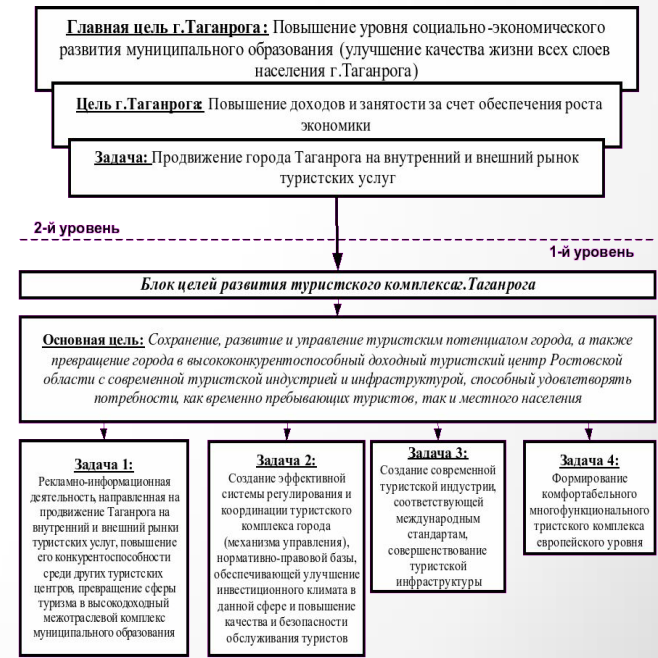 Главная цель г.Таганрога: Повышение уровня социально-экономического
развития муниципального образования (улучшение качества жизни всех слоев
населения г.Таганрога)
Цель г.Таганрога: Повышение доходов и занятости за счет обеспечения роста
экономики
Задача: Продвижение города Таганрога на внутренний и внешний рынок
туристских услуг
2-й уровень
1-й уровень
Блок целей развития туристского комплексаг.Таганрога
Основная цель: Сохранение, развитие и управление туристским потенциалом города, а также
превращение города в высококонкурентоспособный доходный туристский центр Ростовской
области с современной туристской индустрией и инфраструктурой, способный удовлетворять
потребности, как временно пребывающих туристов, так и местного населения
Задача 1:
Рекламно-информационная
деятельность, направленная на
продвижение Таганрога на
внутренний и внешний рынки
туристских услуг, повышение
его конкурентоспособности
среди других туристских
центров, превращение сферы
туризма в высокодоходный
межотраслевой комплекс
муниципального образования
Задача 2:
Создание эффективной
системы регулирования и
координации туристского
комплекса города
(механизма управления),
нормативно-правовой базы,
обеспечивающей улучшение
инвестиционного климата в
данной сфере и повышение
качества и безопасности
обслуживания туристов
Задача 3:
Создание современной
туристской индустрии,
соответствующей
международным
стандартам,
совершенствование
туристской
инфраструктуры
Задача 4:
Формирование
комфортабельного
многофункционального
тристского комплекса
европейского уровня